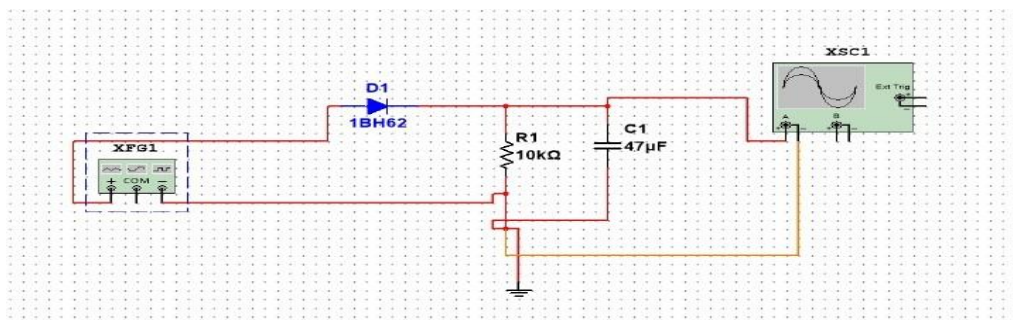 XSC1
Ext Trig
A
B
D1
1BH62
R1
10kΩ
C1
47µF
XFG1
COM